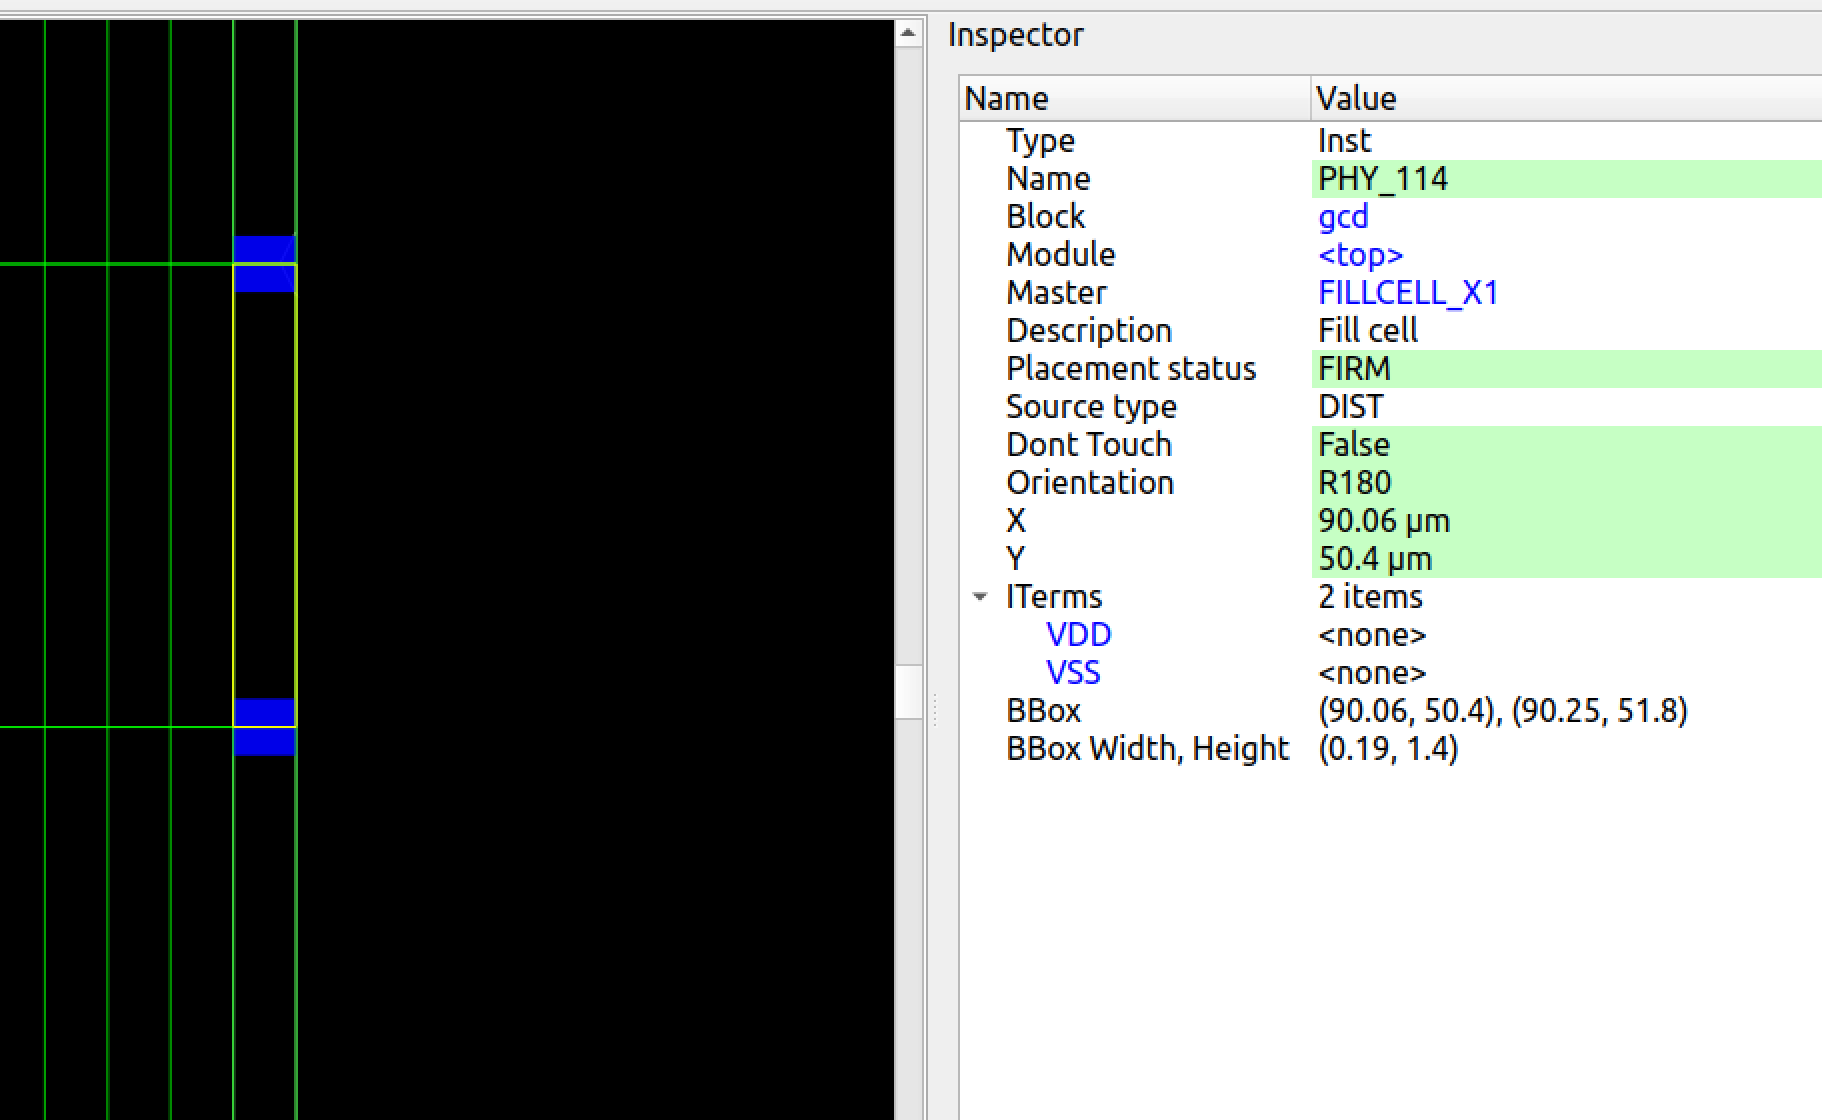 Inspector
Name Value
Type Inst
Name PHY_114
Block gcd
Module <top>
Master FILLCELL_X1
Description Fill cell
Placement status FIRM
Source type DIST
Dont Touch False
Orientation R180
X 90.06 µm
Y 50.4 µm
ITerms 2 items
VDD <none>
VSS <none>
BBox (90.06, 50.4), (90.25, 51.8)
BBox Width, Height (0.19, 1.4)